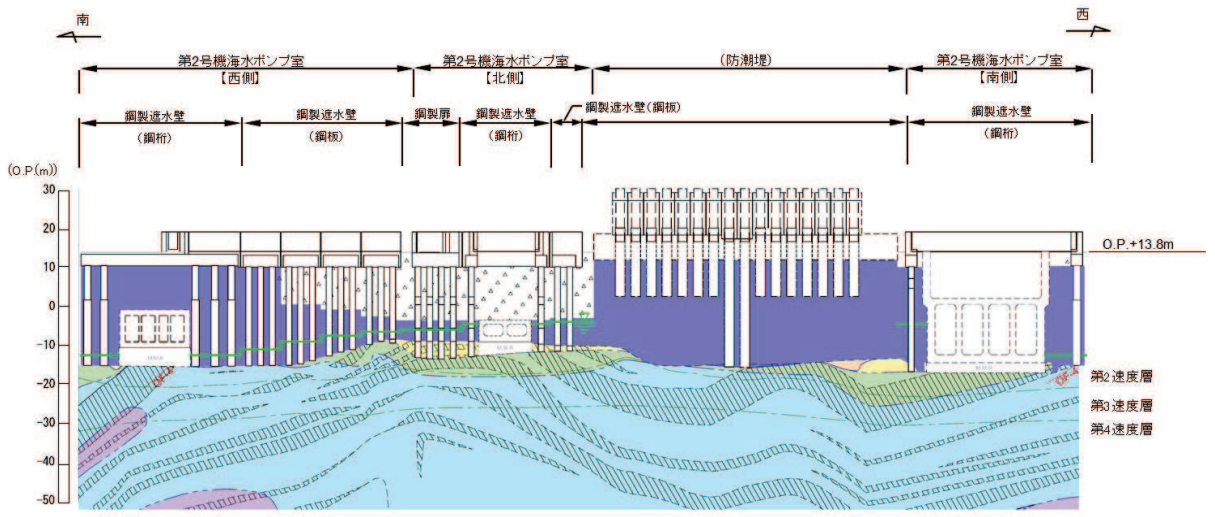 南
西
第2号機海水ポンプ室
【西側】
第2号機海水ポンプ室
【北側】
(防潮堤)
第2号機海水ポンプ室
【南側】
鋼製遮水壁
(鋼桁)
鋼製遮水壁
(鋼板)
鋼製扉
鋼製遮水壁
(鋼桁)
鋼製遮水壁(鋼板)
鋼製遮水壁
(鋼桁)
(O.P.(m))
30
20
10
0
-10
-20
-30
-40
-50
O.P.+13.8m
OF-4
OF-4
第2速度層
第3速度層
第4速度層